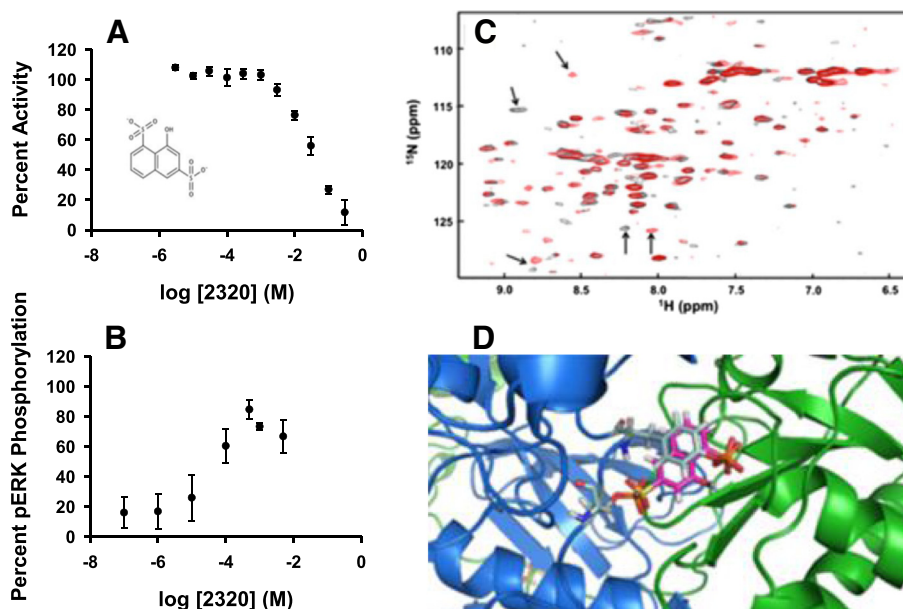 A
Percent Activity
120
100
80
60
40
20
0
-8
-6
-4
-2
0
log [2320] (M)
-O
S
O
O
OH
O
S
O
O-
B
Percent pERK Phosphorylation
120
100
80
60
40
20
0
-8
-6
-4
-2
0
log [2320] (M)
C
15N (ppm)
110
115
120
125
9.0
8.5
8.0
7.5
7.0
6.5
1H (ppm)
D